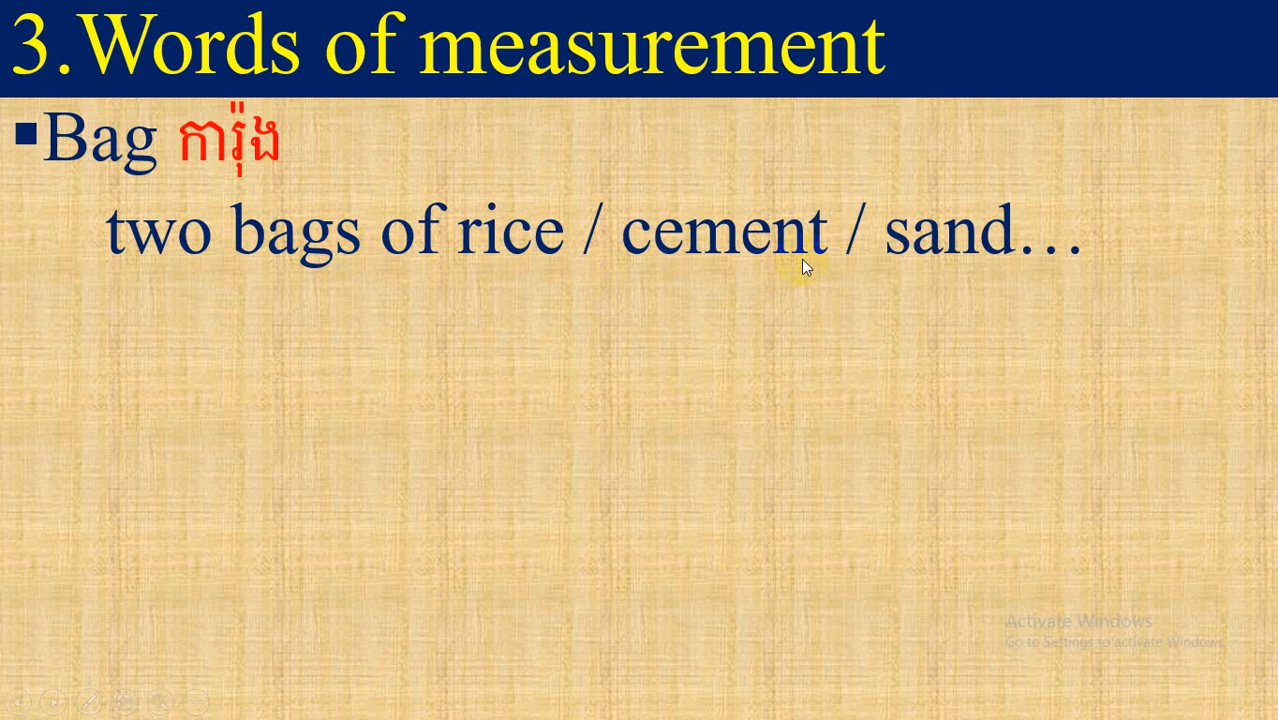 3.Words of measurement
▪Bag ការ៉ុង
two bags of rice / cement / sand…
Activate Windows
Go to Settings to activate Windows.